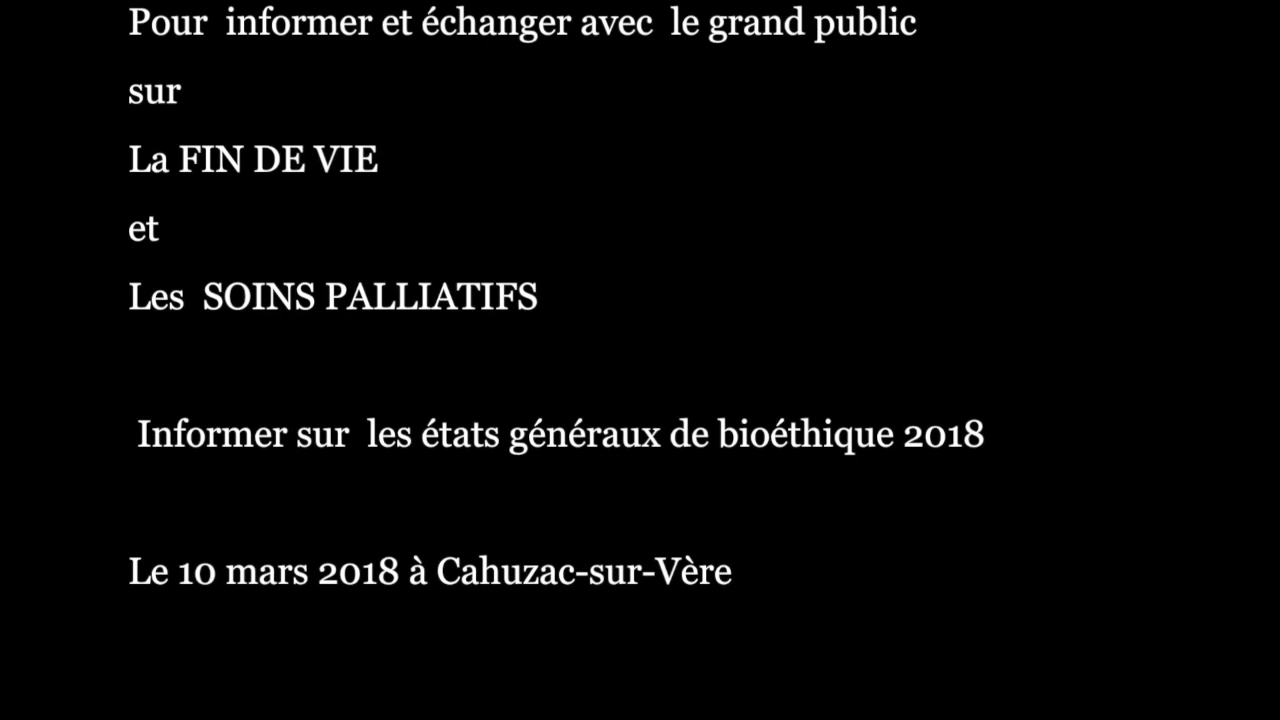 Pour  informer et échanger avec  le grand public
sur
La FIN DE VIE
et
Les  SOINS PALLIATIFS
Informer sur  les états généraux de bioéthique 2018
Le 10 mars 2018 à Cahuzac-sur-Vère